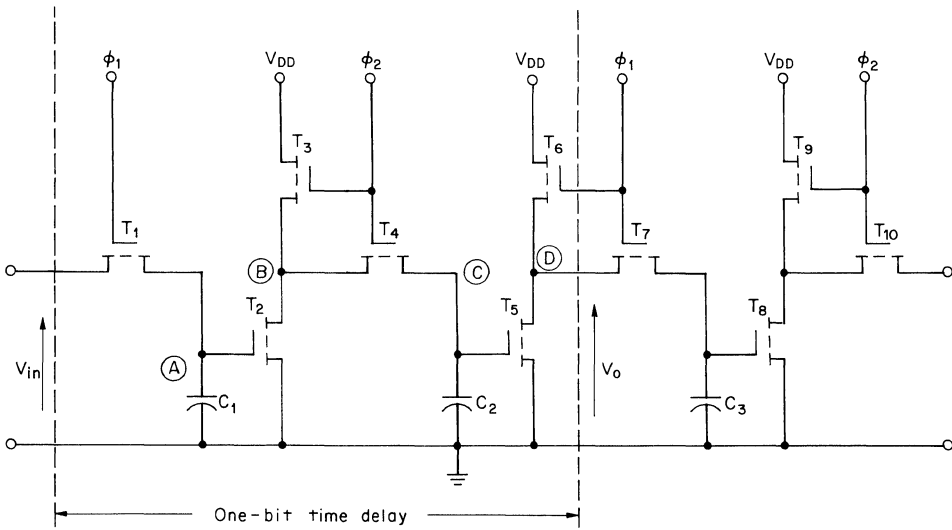 ϕ1 VDD ϕ2 VDD ϕ1 VDD ϕ2
T3 T6 T9
T1 T4 T7 T10
B C D
T2 T5 T8
A
Vin Vo
C1 C2 C3
One-bit time delay